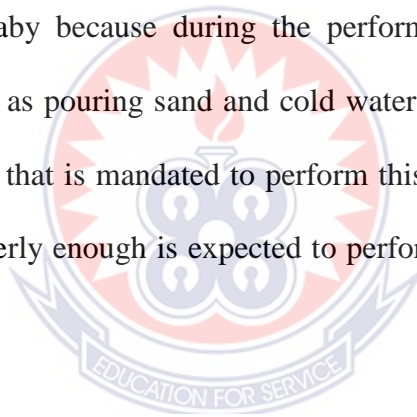 aby because during the perform
as pouring sand and cold water
that is mandated to perform this
erly enough is expected to perfor
EDUCATION FOR SERVICE